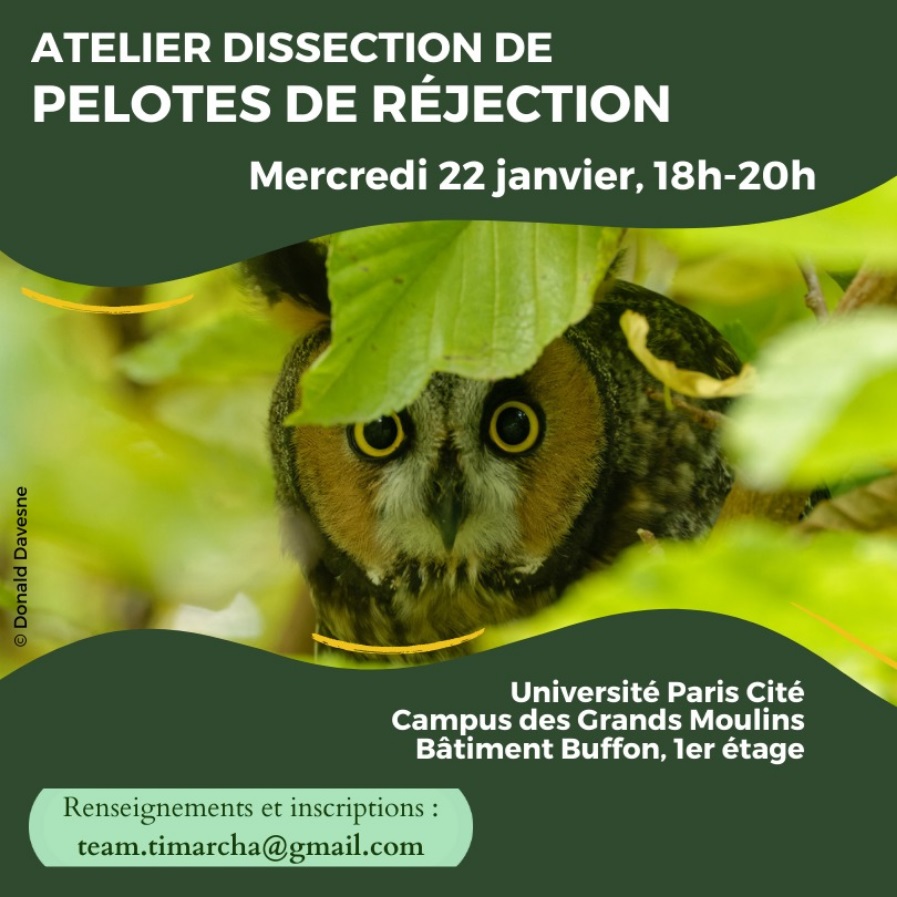 ATELIER DISSECTION DE
PELOTES DE RÉJECTION
Mercredi 22 janvier, 18h-20h
© Donald Davesne
Université Paris Cité
Campus des Grands Moulins
Bâtiment Buffon, 1er étage
Renseignements et inscriptions :
team.timarcha@gmail.com